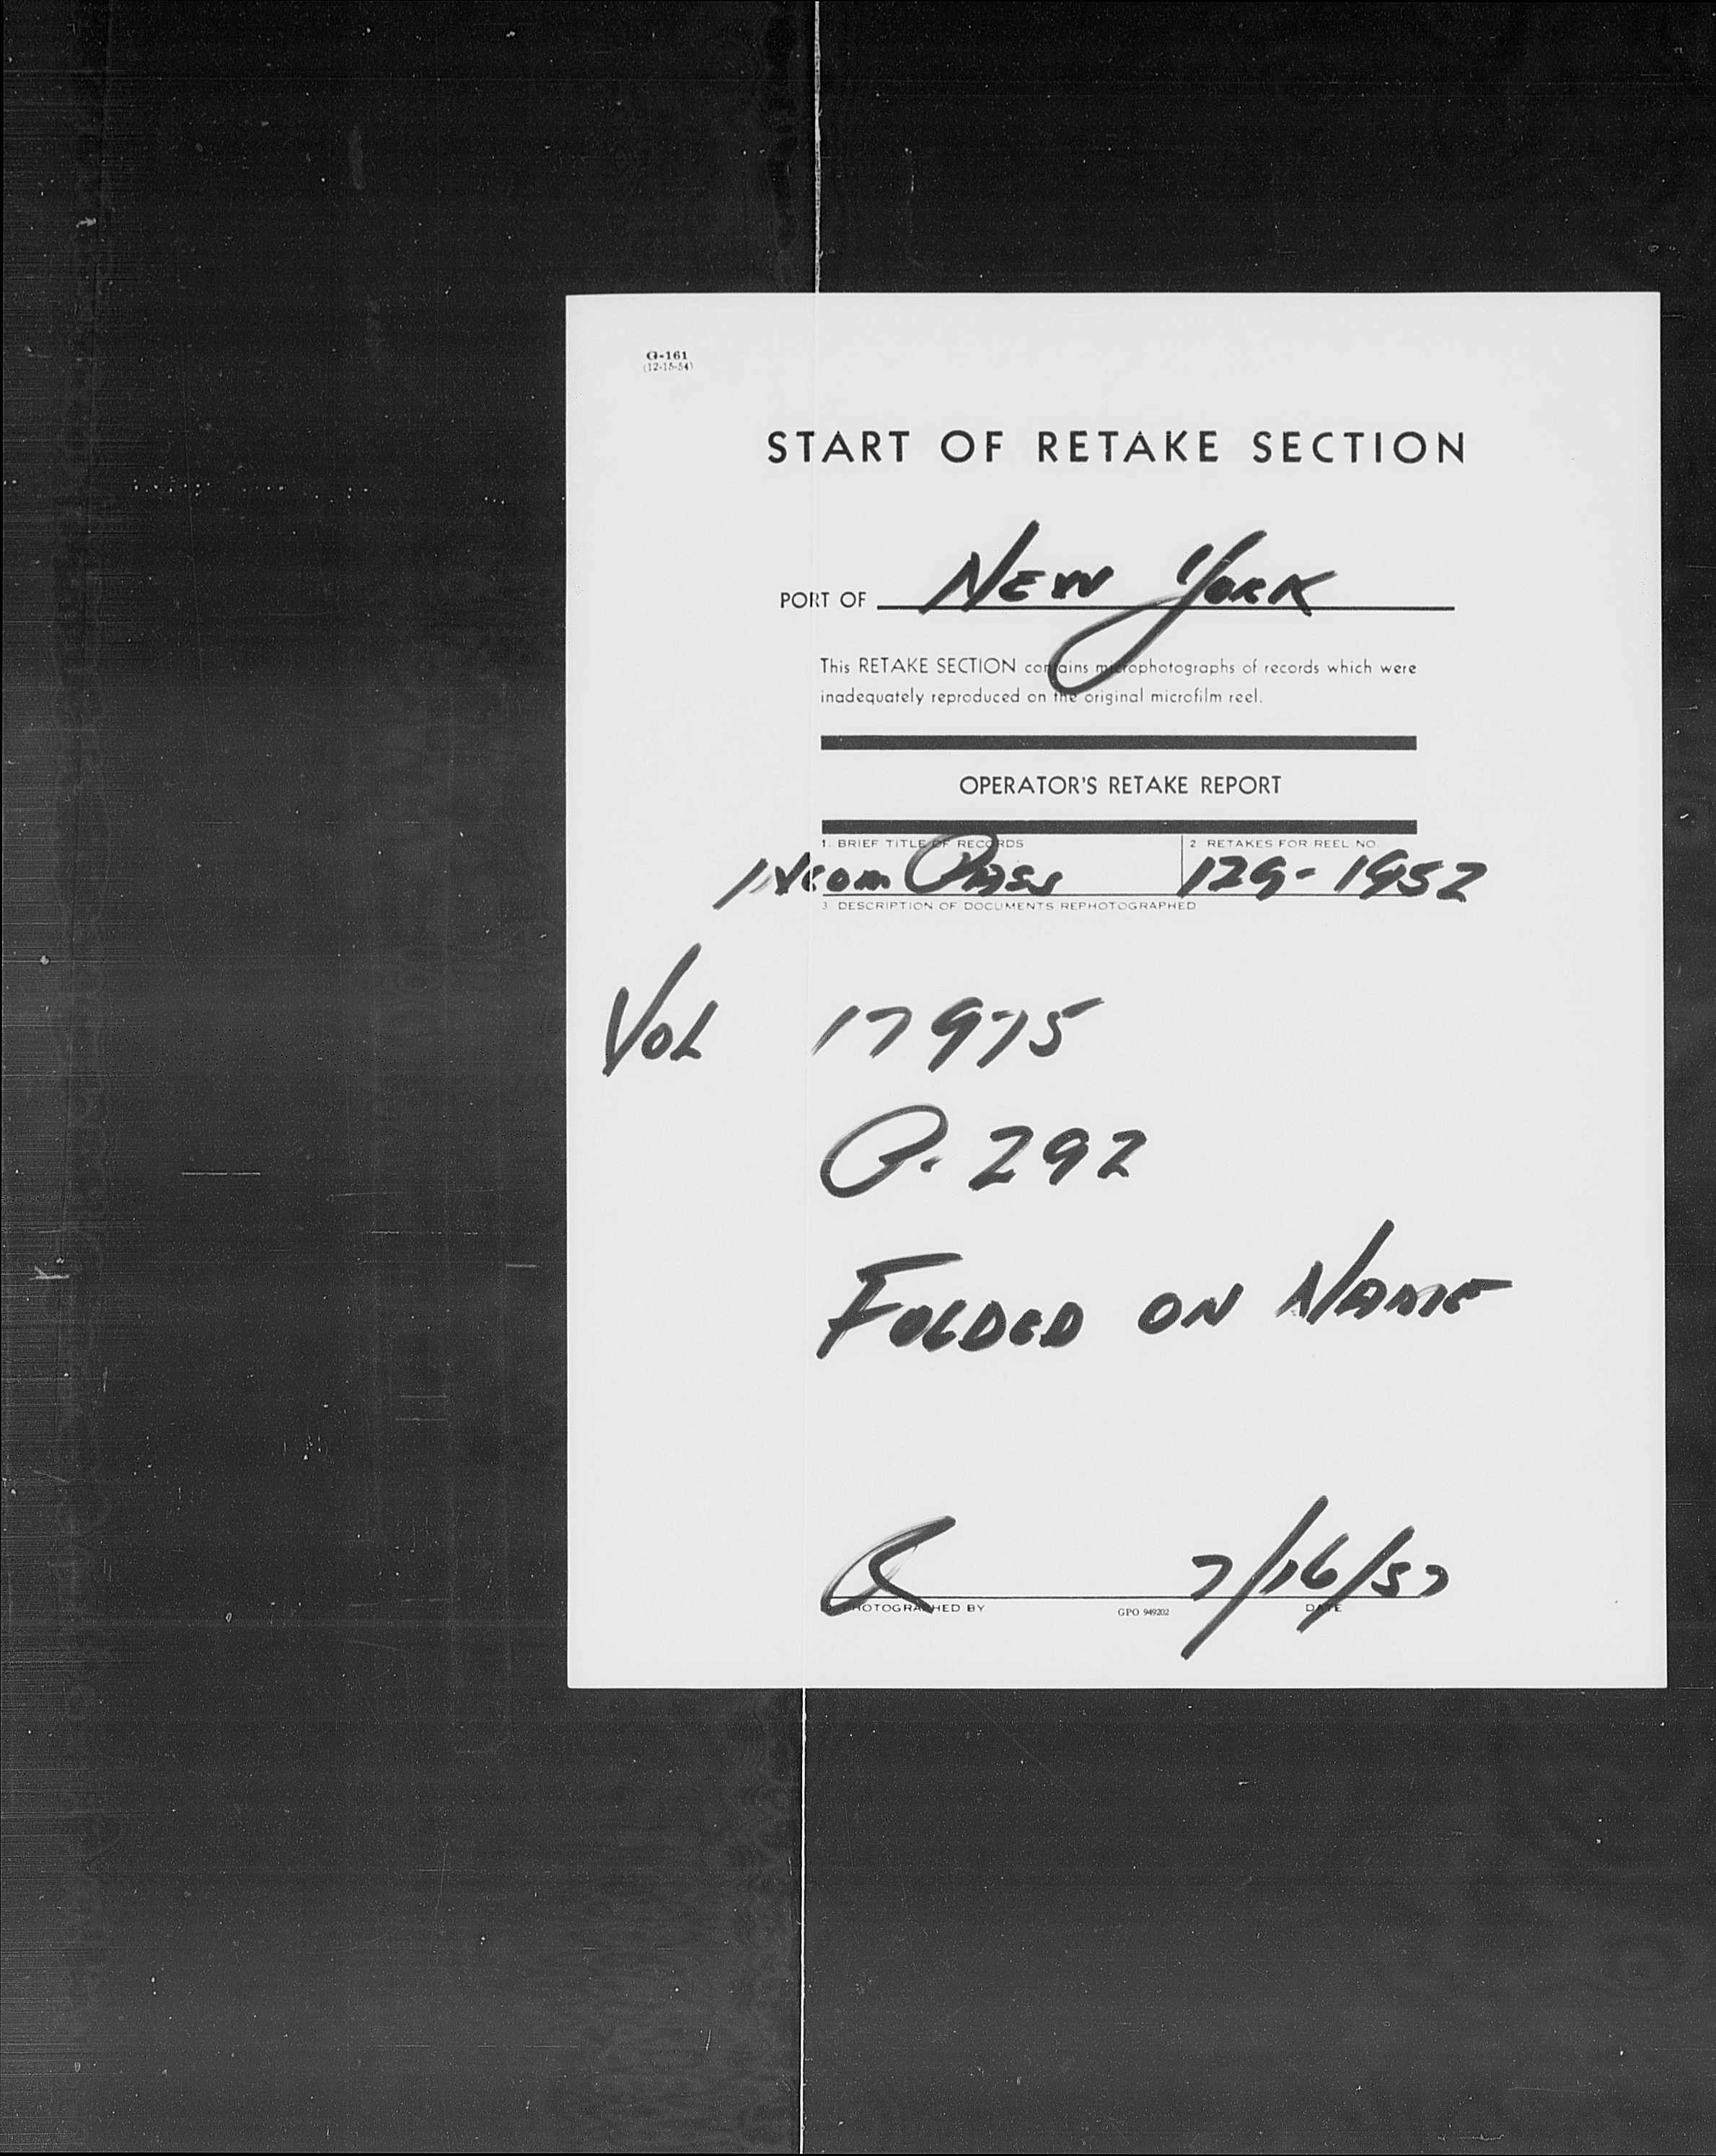 G-161
(12-15-54)
START OF RETAKE SECTION
PORT OF NEW YORK
This RETAKE SECTION contains microphotographs of records which were
inadequately reproduced on the original microfilm reel.
OPERATOR'S RETAKE REPORT
1. BRIEF TITLE OF RECORDS 2 RETAKES FOR REEL NO
INCOM PASS 129-1952
3 DESCRIPTION OF DOCUMENTS REPHOTOGRAPHED
VOL 17975
P. 292
FOLDED ON NAME
7/16/57
PHOTOGRAPHED BY GPO 949202 DATE